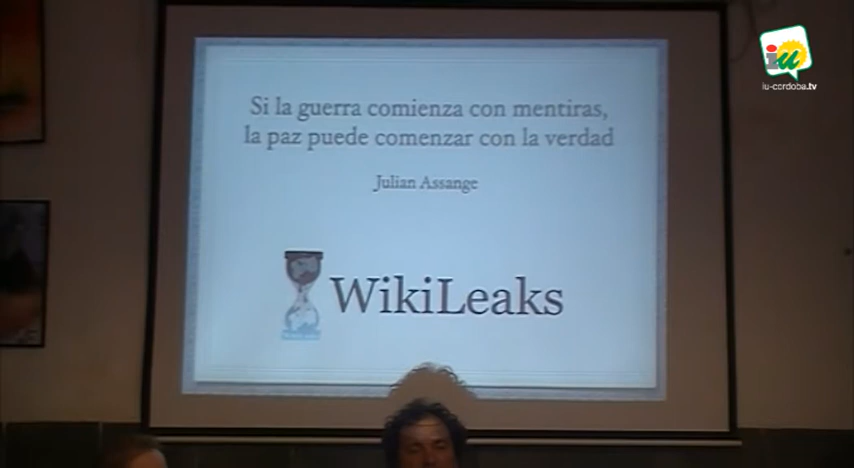 iu
iu-cordoba.tv
Si la guerra comienza con mentiras,
la paz puede comenzar con la verdad
Julian Assange
WikiLeaks